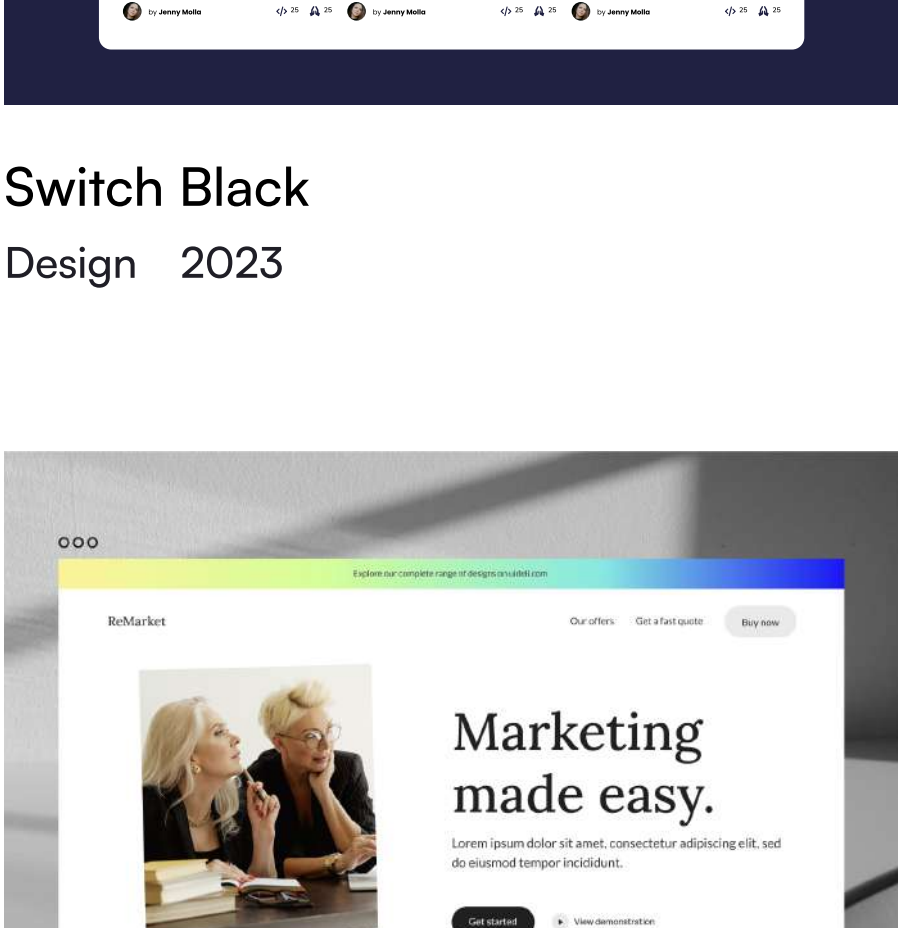 by Jenny Molla </> 25 25 by Jenny Molla </> 25 25 by Jenny Molla </> 25 25
Switch Black
Design 2023
Explore our complete range of designs on uideli.com
ReMarket Our offers Get a fast quote Buy now
Marketing
made easy.
Lorem ipsum dolor sit amet, consectetur adipiscing elit, sed
do eiusmod tempor incididunt.
Get started View demonstration